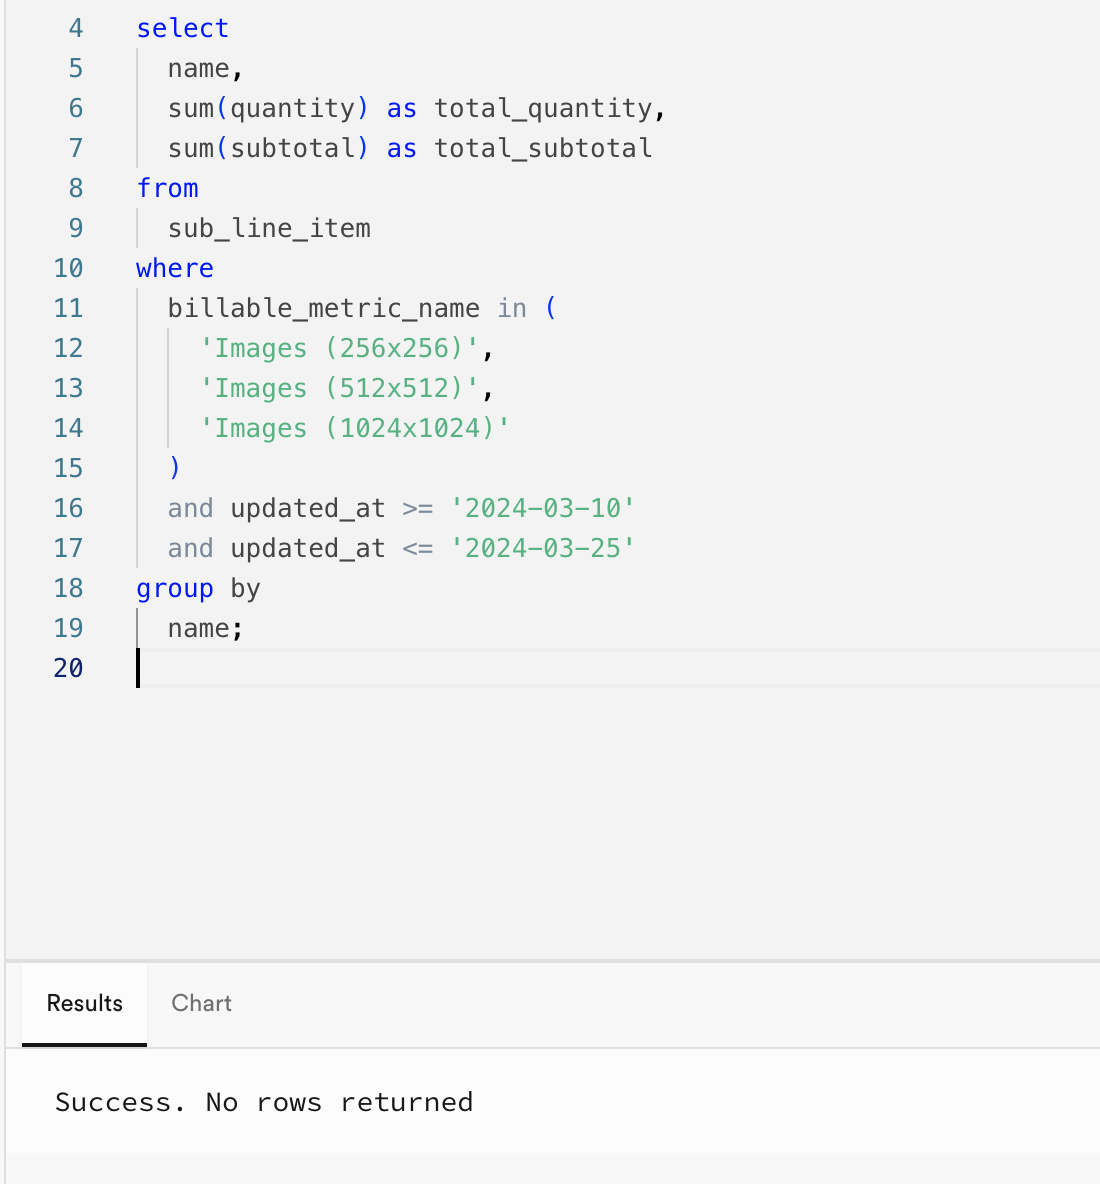 4 select
5 name,
6 sum(quantity) as total_quantity,
7 sum(subtotal) as total_subtotal
8 from
9 sub_line_item
10 where
11 billable_metric_name in (
12 'Images (256x256)',
13 'Images (512x512)',
14 'Images (1024x1024)'
15 )
16 and updated_at >= '2024-03-10'
17 and updated_at <= '2024-03-25'
18 group by
19 name;
20
Results Chart
Success. No rows returned